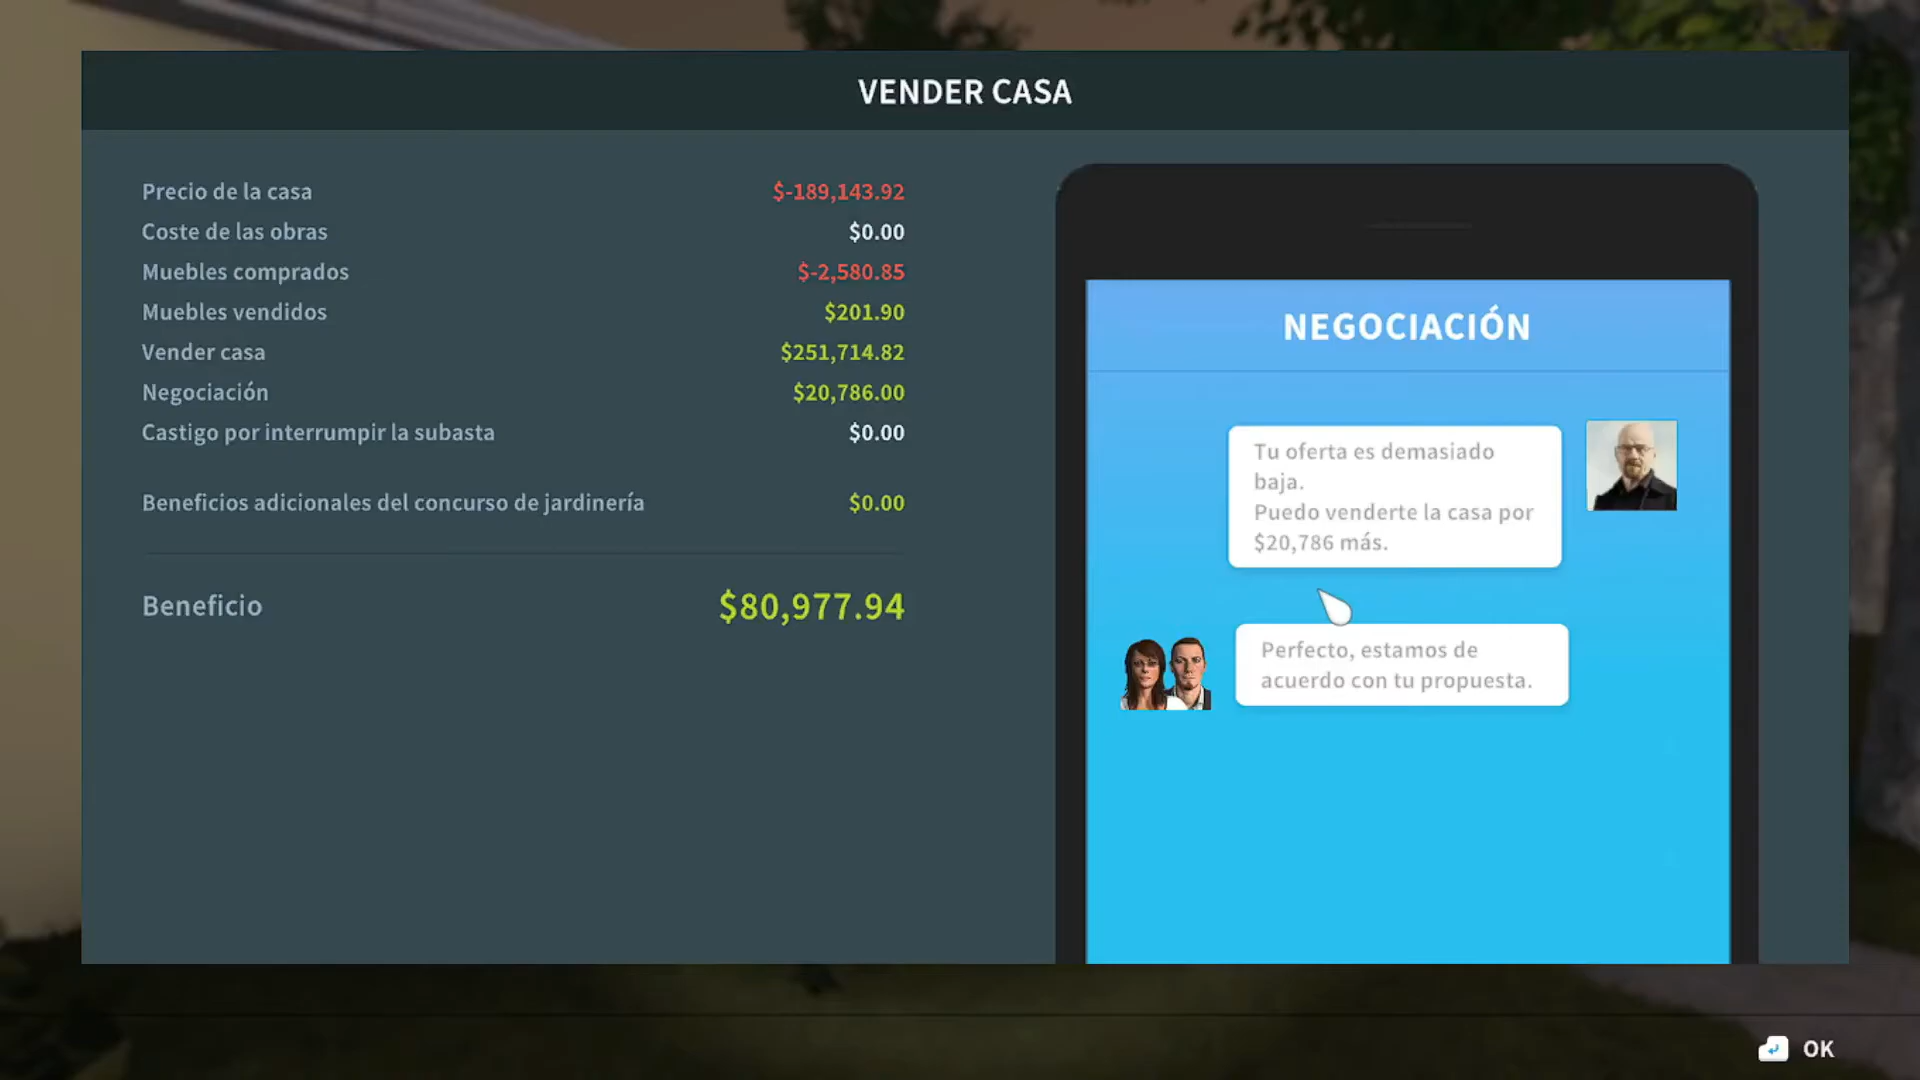 VENDER CASA
Precio de la casa $-189,143.92
Coste de las obras $0.00
Muebles comprados $-2,580.85
Muebles vendidos $201.90
Vender casa $251,714.82
Negociación $20,786.00
Castigo por interrumpir la subasta $0.00
Beneficios adicionales del concurso de jardinería $0.00
Beneficio $80,977.94
NEGOCIACIÓN
Tu oferta es demasiado
baja.
Puedo venderte la casa por
$20,786 más.
Perfecto, estamos de
acuerdo con tu propuesta.
OK